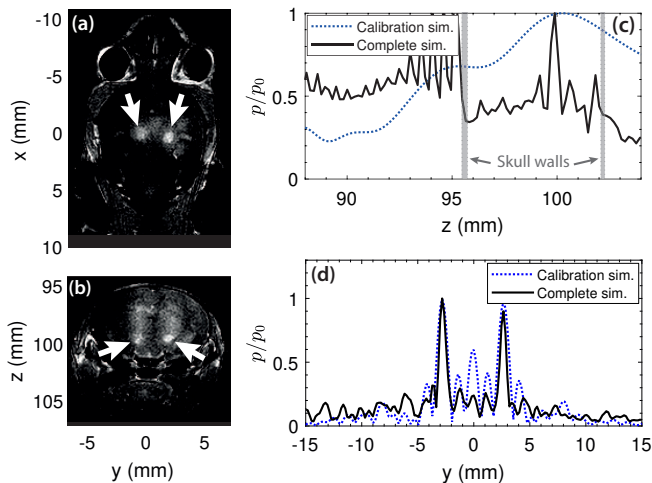 (a)
-10
-5
0
5
10
x (mm)
(b)
95
100
105
z (mm)
-5 0 5
y (mm)
(c)
Calibration sim.
Complete sim.
1
0.5
0
p/p0
Skull walls
90 95 100
z (mm)
(d)
Calibration sim.
Complete sim.
1
0.5
0
p/p0
-15 -10 -5 0 5 10 15
y (mm)